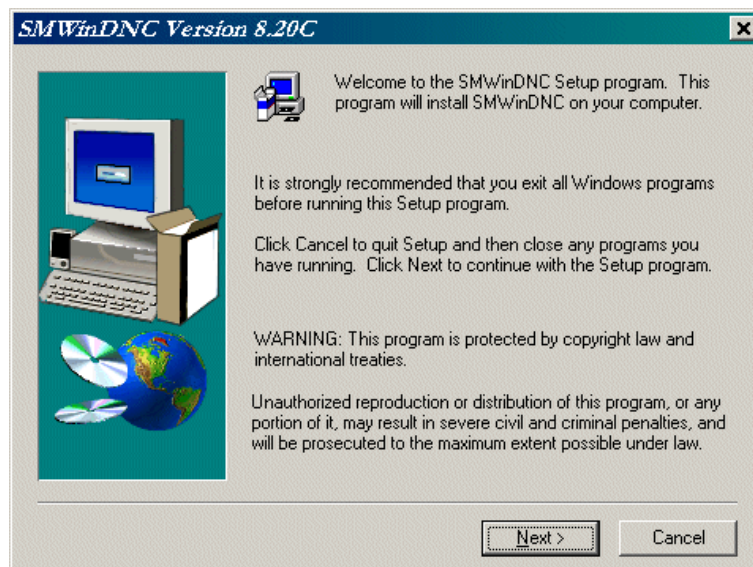 SMWinDNC Version 8.20C
Welcome to the SMWinDNC Setup program. This
program will install SMWinDNC on your computer.
It is strongly recommended that you exit all Windows programs
before running this Setup program.
Click Cancel to quit Setup and then close any programs you
have running. Click Next to continue with the Setup program.
WARNING: This program is protected by copyright law and
international treaties.
Unauthorized reproduction or distribution of this program, or any
portion of it, may result in severe civil and criminal penalties, and
will be prosecuted to the maximum extent possible under law.
Next >
Cancel